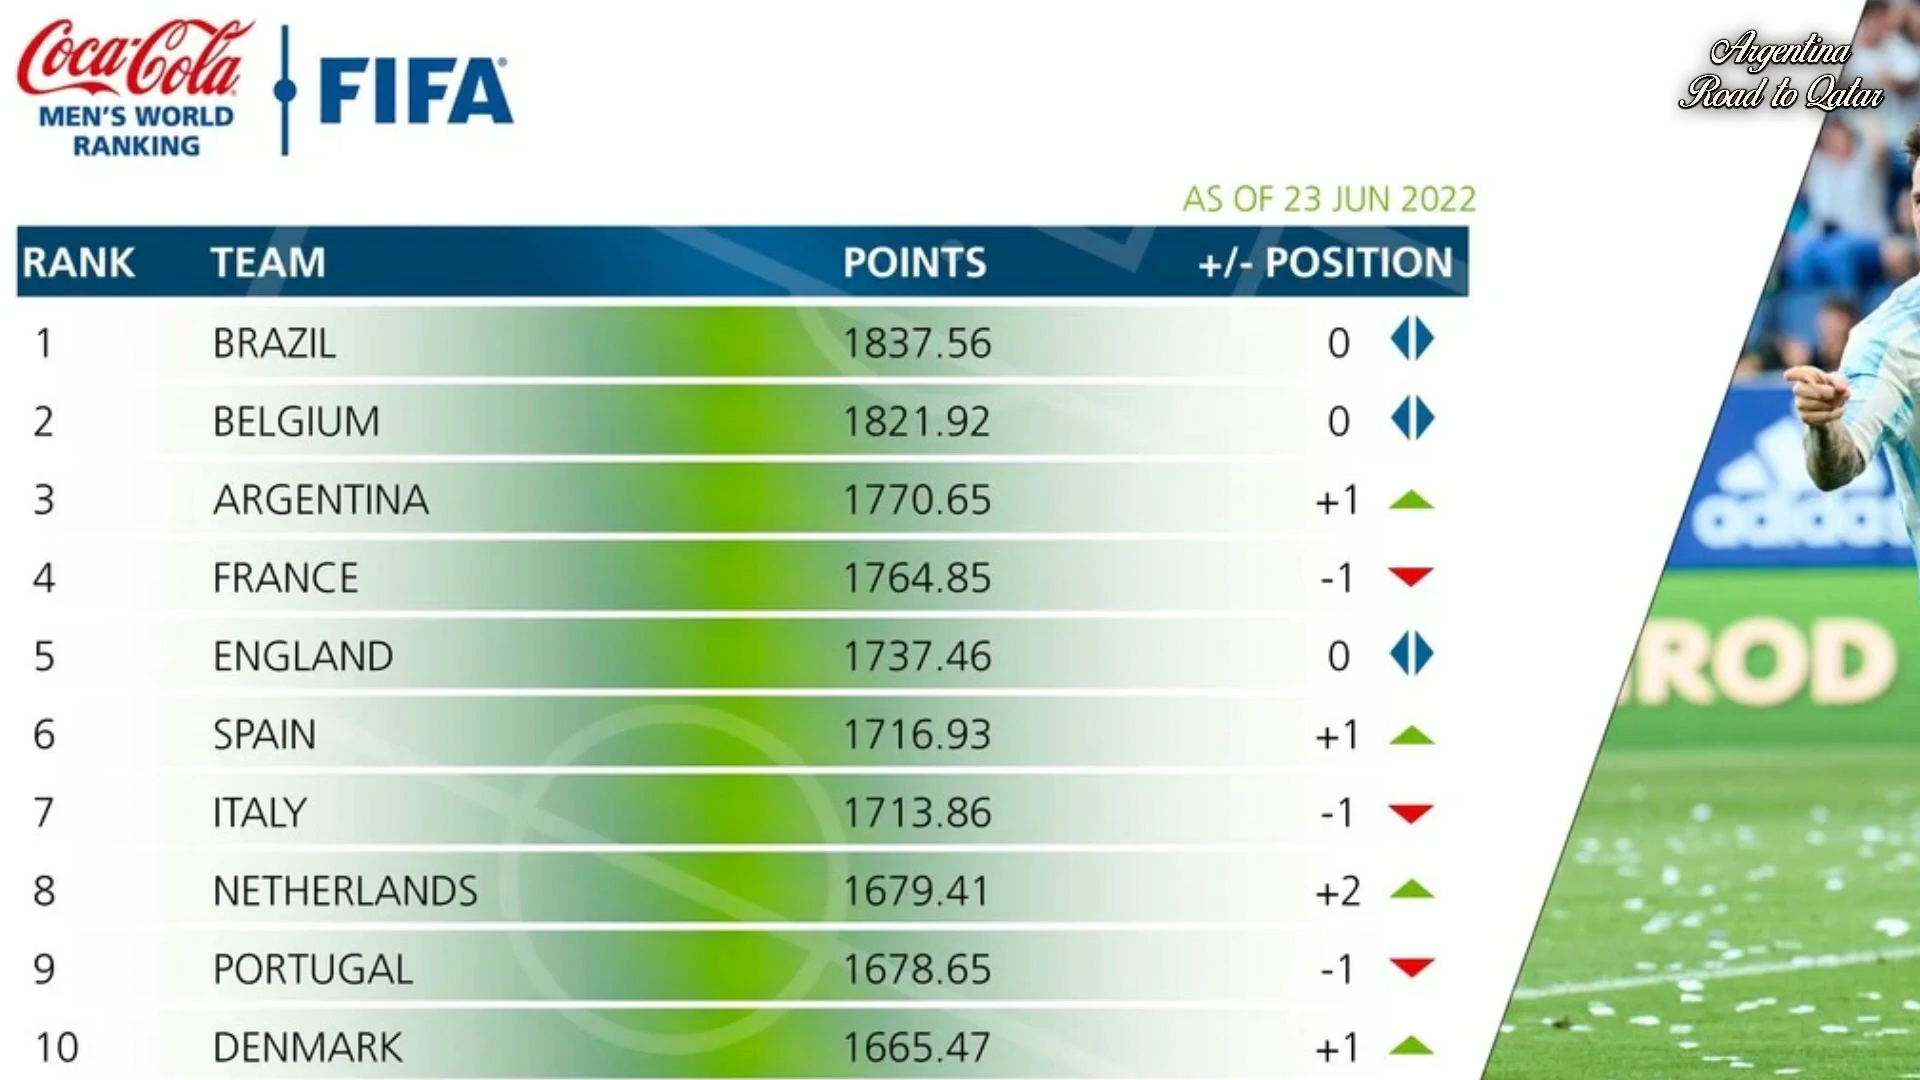 Coca-Cola
MEN'S WORLD
RANKING
FIFA
Argentina
Road to Qatar
AS OF 23 JUN 2022
RANK TEAM POINTS +/- POSITION
1 BRAZIL 1837.56 0
2 BELGIUM 1821.92 0
3 ARGENTINA 1770.65 +1
4 FRANCE 1764.85 -1
5 ENGLAND 1737.46 0
6 SPAIN 1716.93 +1
7 ITALY 1713.86 -1
8 NETHERLANDS 1679.41 +2
9 PORTUGAL 1678.65 -1
10 DENMARK 1665.47 +1
adidas
ROD